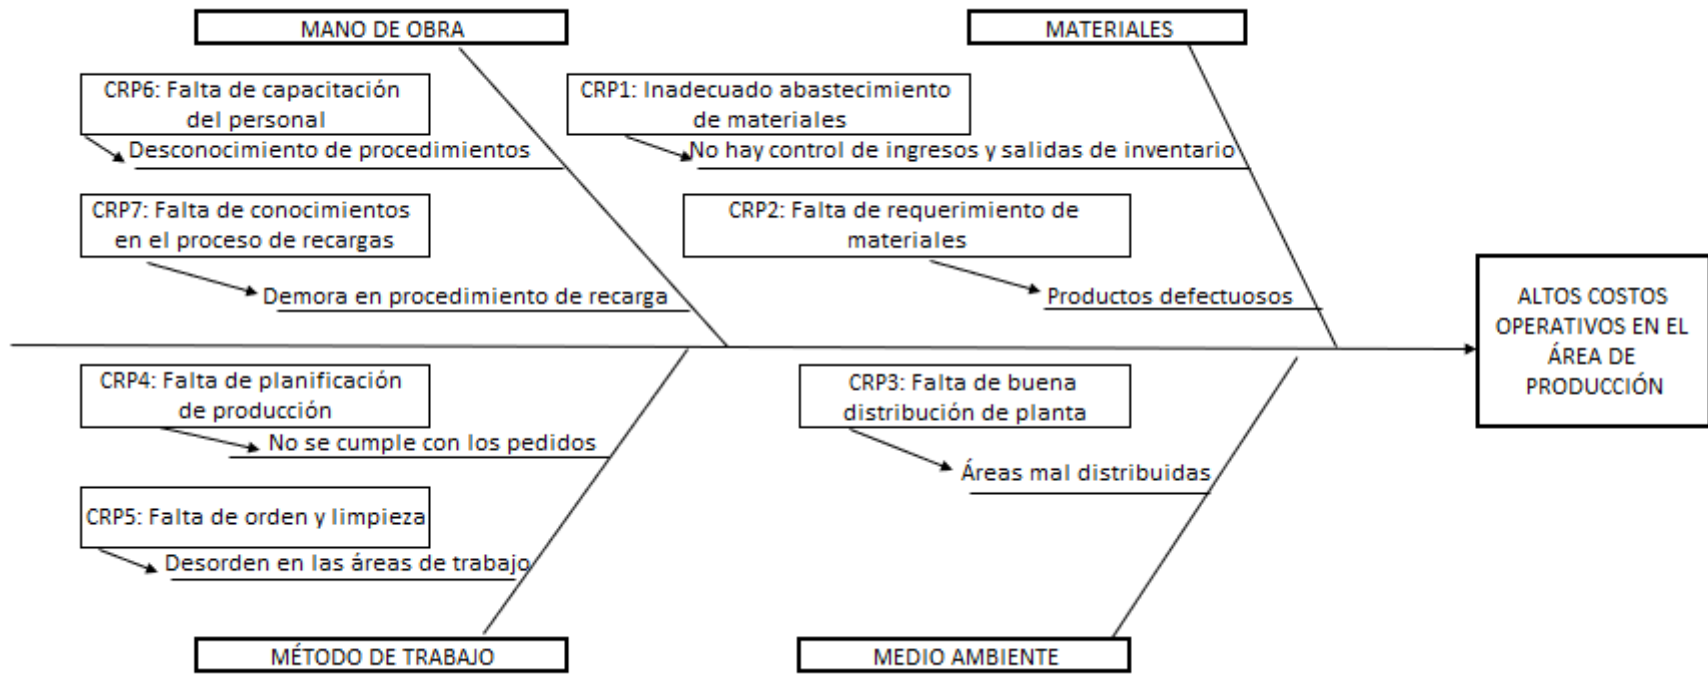 MANO DE OBRA
MATERIALES
CRP6: Falta de capacitación
del personal
Desconocimiento de procedimientos
CRP1: Inadecuado abastecimiento
de materiales
No hay control de ingresos y salidas de inventario
CRP7: Falta de conocimientos
en el proceso de recargas
Demora en procedimiento de recarga
CRP2: Falta de requerimiento de
materiales
Productos defectuosos
ALTOS COSTOS
OPERATIVOS EN EL
ÁREA DE
PRODUCCIÓN
CRP4: Falta de planificación
de producción
No se cumple con los pedidos
CRP3: Falta de buena
distribución de planta
Áreas mal distribuidas
CRP5: Falta de orden y limpieza
Desorden en las áreas de trabajo
MÉTODO DE TRABAJO
MEDIO AMBIENTE